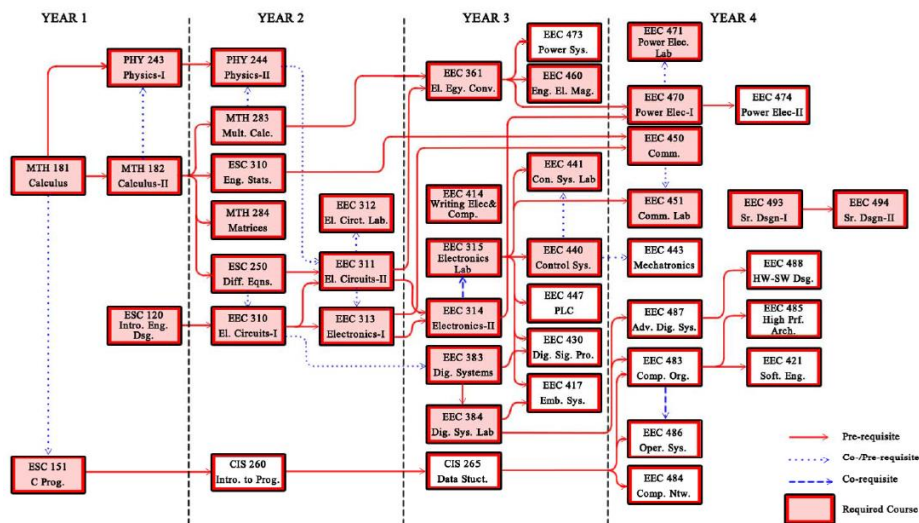 YEAR 1
YEAR 2
YEAR 3
YEAR 4
PHY 243
Physics-I
MTH 181
Calculus
MTH 182
Calculus-II
ESC 120
Intro. Eng.
Dsg.
ESC 151
C Prog.
PHY 244
Physics-II
MTH 283
Mult. Calc.
ESC 310
Eng. Stats.
MTH 284
Matrices
ESC 250
Diff. Eqns.
EEC 310
El. Circuits-I
CIS 260
Intro. to Prog.
EEC 312
El. Circt. Lab.
EEC 311
El. Circuits-II
EEC 313
Electronics-I
EEC 361
El. Egy. Conv.
EEC 414
Writing Elec&
Comp.
EEC 315
Electronics
Lab
EEC 314
Electronics-II
EEC 383
Dig. Systems
EEC 384
Dig. Sys. Lab
CIS 265
Data Stuct.
EEC 473
Power Sys.
EEC 460
Eng. El. Mag.
EEC 441
Con. Sys. Lab
EEC 440
Control Sys.
EEC 447
PLC
EEC 430
Dig. Sig. Pro.
EEC 417
Emb. Sys.
EEC 471
Power Elec.
Lab
EEC 470
Power Elec-I
EEC 450
Comm.
EEC 451
Comm. Lab
EEC 443
Mechatronics
EEC 487
Adv. Dig. Sys.
EEC 483
Comp. Org.
EEC 486
Oper. Sys.
EEC 484
Comp. Ntw.
EEC 474
Power Elec-II
EEC 493
Sr. Dsgn-I
EEC 494
Sr. Dsgn-II
EEC 488
HW-SW Dsg.
EEC 485
High Prf.
Arch.
EEC 421
Soft. Eng.
Pre-requisite
Co-/Pre-requisite
Co-requisite
Required Course